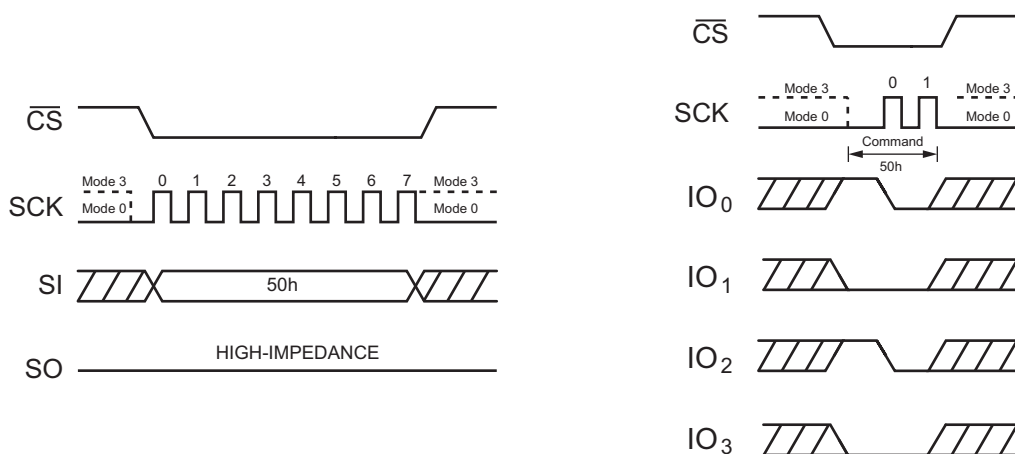 CS
Mode 3 0 1 2 3 4 5 6 7 Mode 3
SCK Mode 0 Mode 0
SI 50h
HIGH-IMPEDANCE
SO
CS
0 1
Mode 3 Mode 3
SCK Mode 0 Mode 0
Command
50h
IO0
IO1
IO2
IO3